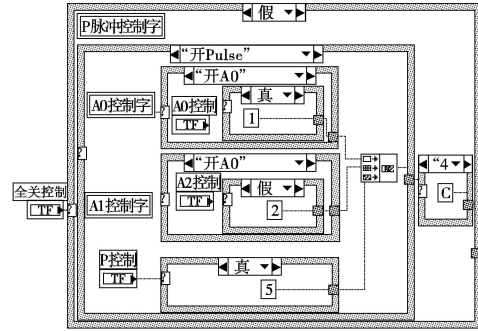 假
P脉冲控制字
“开Pulse”
“开A0”
A0控制字
A0控制
TF
真
1
“开A0”
A2控制
TF
假
A1控制字
2
全关控制
TF
“4
C
P控制
TF
真
5